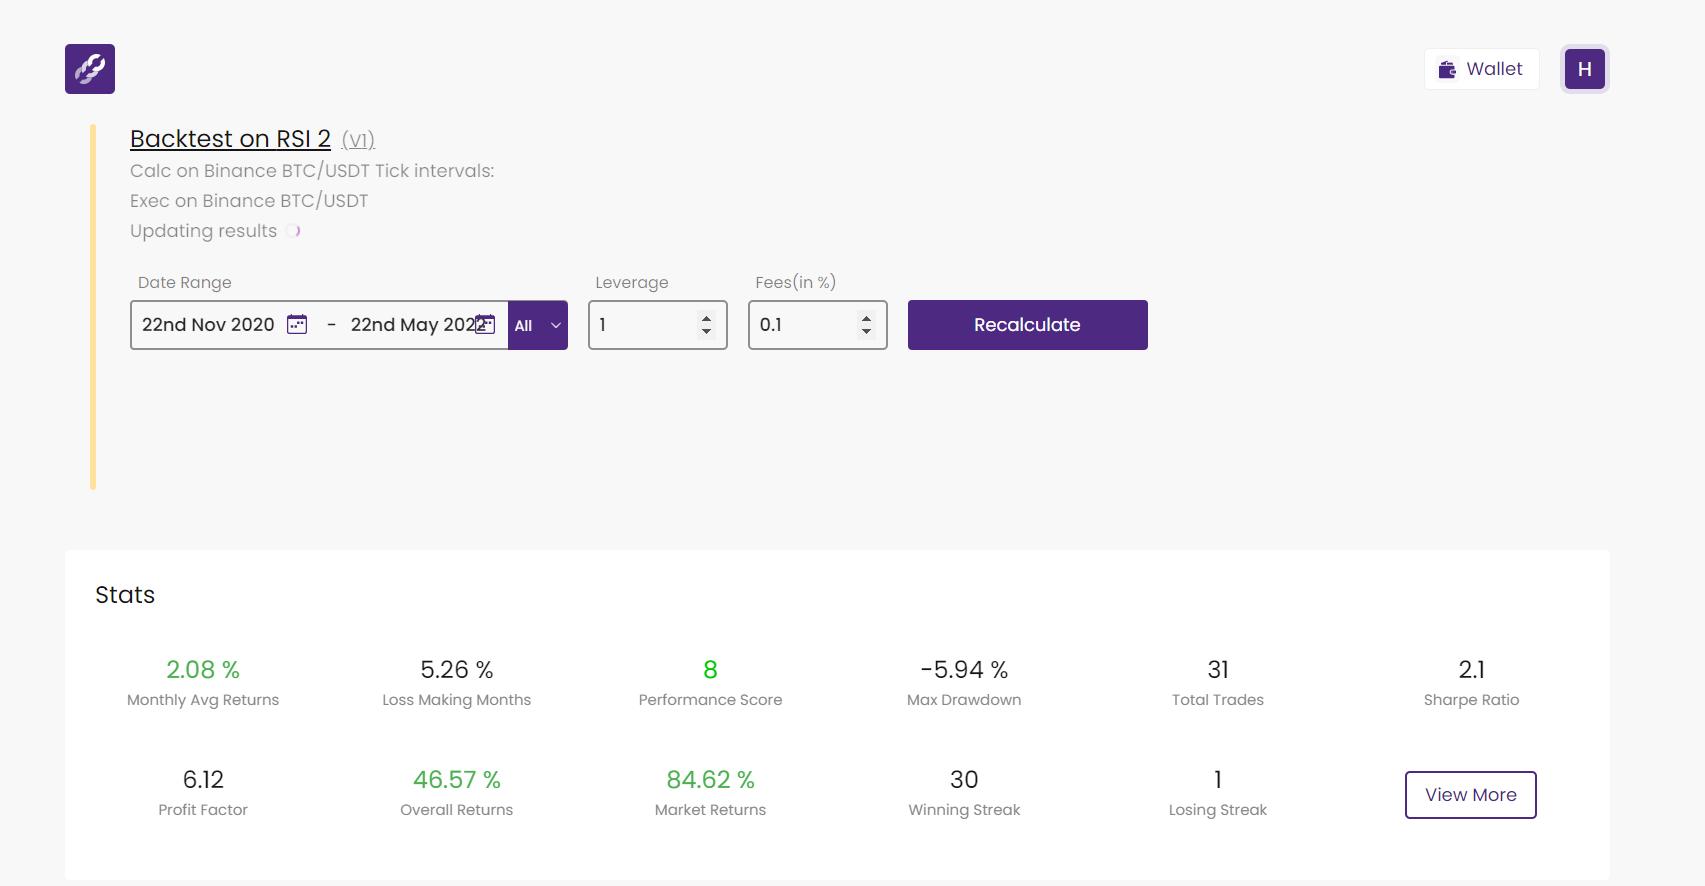 Wallet
H
Backtest on RSI 2 (V1)
Calc on Binance BTC/USDT Tick intervals:
Exec on Binance BTC/USDT
Updating results
Date Range
Leverage
Fees(in %)
22nd Nov 2020 - 22nd May 2022 All
1
0.1
Recalculate
Stats
2.08 %
Monthly Avg Returns
5.26 %
Loss Making Months
8
Performance Score
-5.94 %
Max Drawdown
31
Total Trades
2.1
Sharpe Ratio
6.12
Profit Factor
46.57 %
Overall Returns
84.62 %
Market Returns
30
Winning Streak
1
Losing Streak
View More